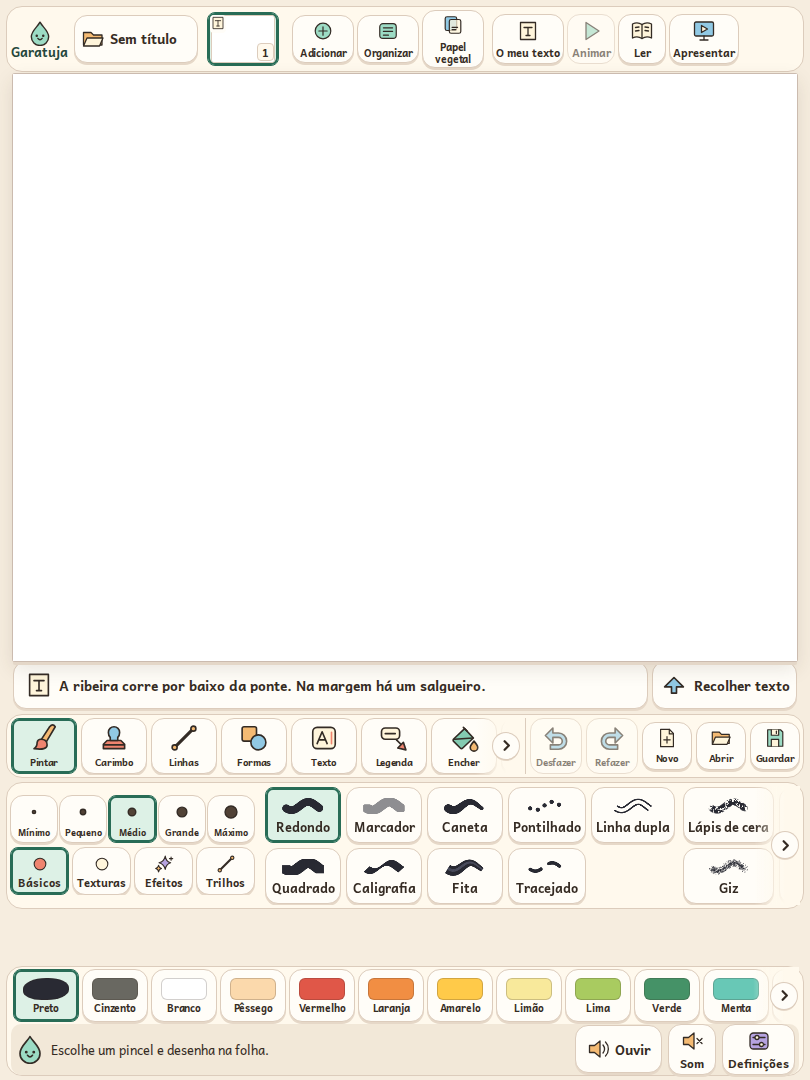 Garatuja
Sem título
1
Adicionar
Organizar
Papel
vegetal
O meu texto
Animar
Ler
Apresentar
A ribeira corre por baixo da ponte. Na margem há um salgueiro.
Recolher texto
Pintar
Carimbo
Linhas
Formas
Texto
Legenda
Encher
Desfazer
Refazer
Novo
Abrir
Guardar
Mínimo
Pequeno
Médio
Grande
Máximo
Básicos
Texturas
Efeitos
Trilhos
Redondo
Marcador
Caneta
Pontilhado
Linha dupla
Lápis de cera
Quadrado
Caligrafia
Fita
Tracejado
Giz
Preto
Cinzento
Branco
Pêssego
Vermelho
Laranja
Amarelo
Limão
Lima
Verde
Menta
Escolhe um pincel e desenha na folha.
Ouvir
Som
Definições